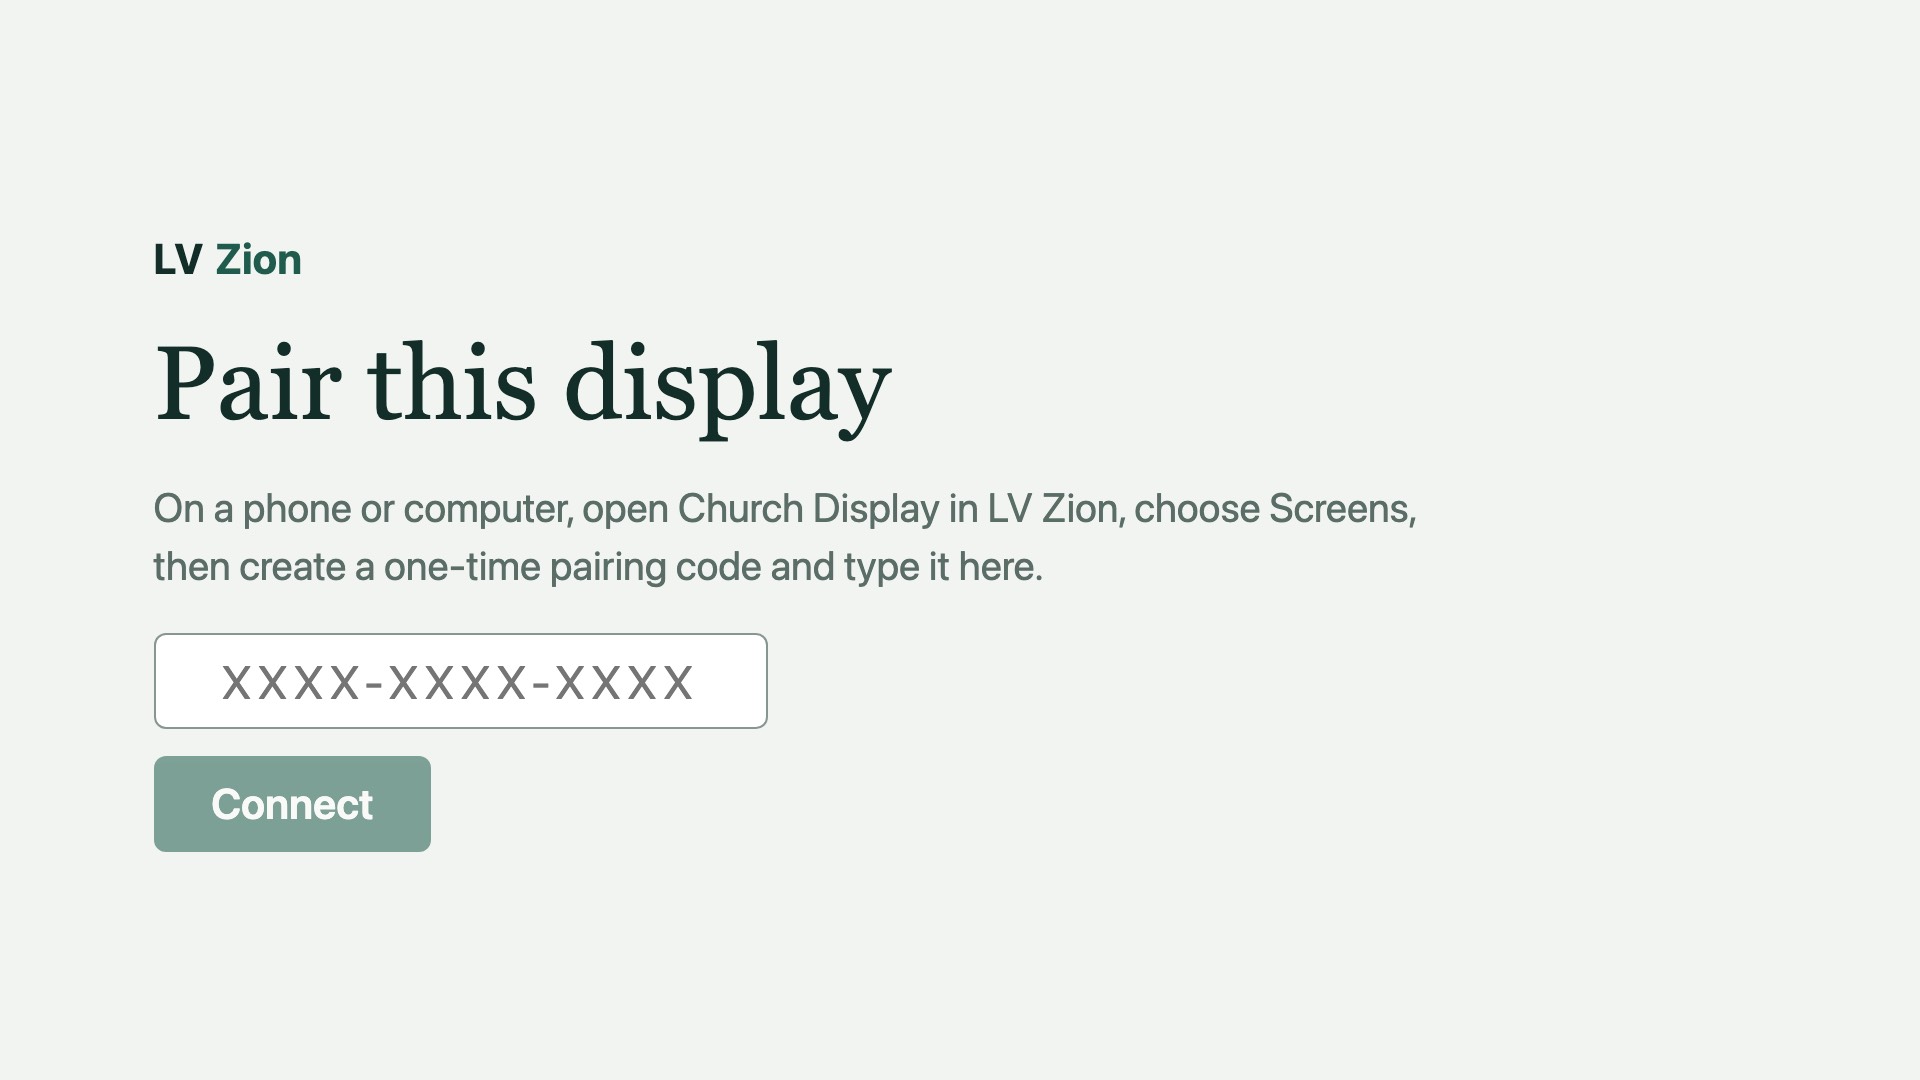 LV Zion
Pair this display
On a phone or computer, open Church Display in LV Zion, choose Screens,
then create a one-time pairing code and type it here.
XXXX-XXXX-XXXX
Connect